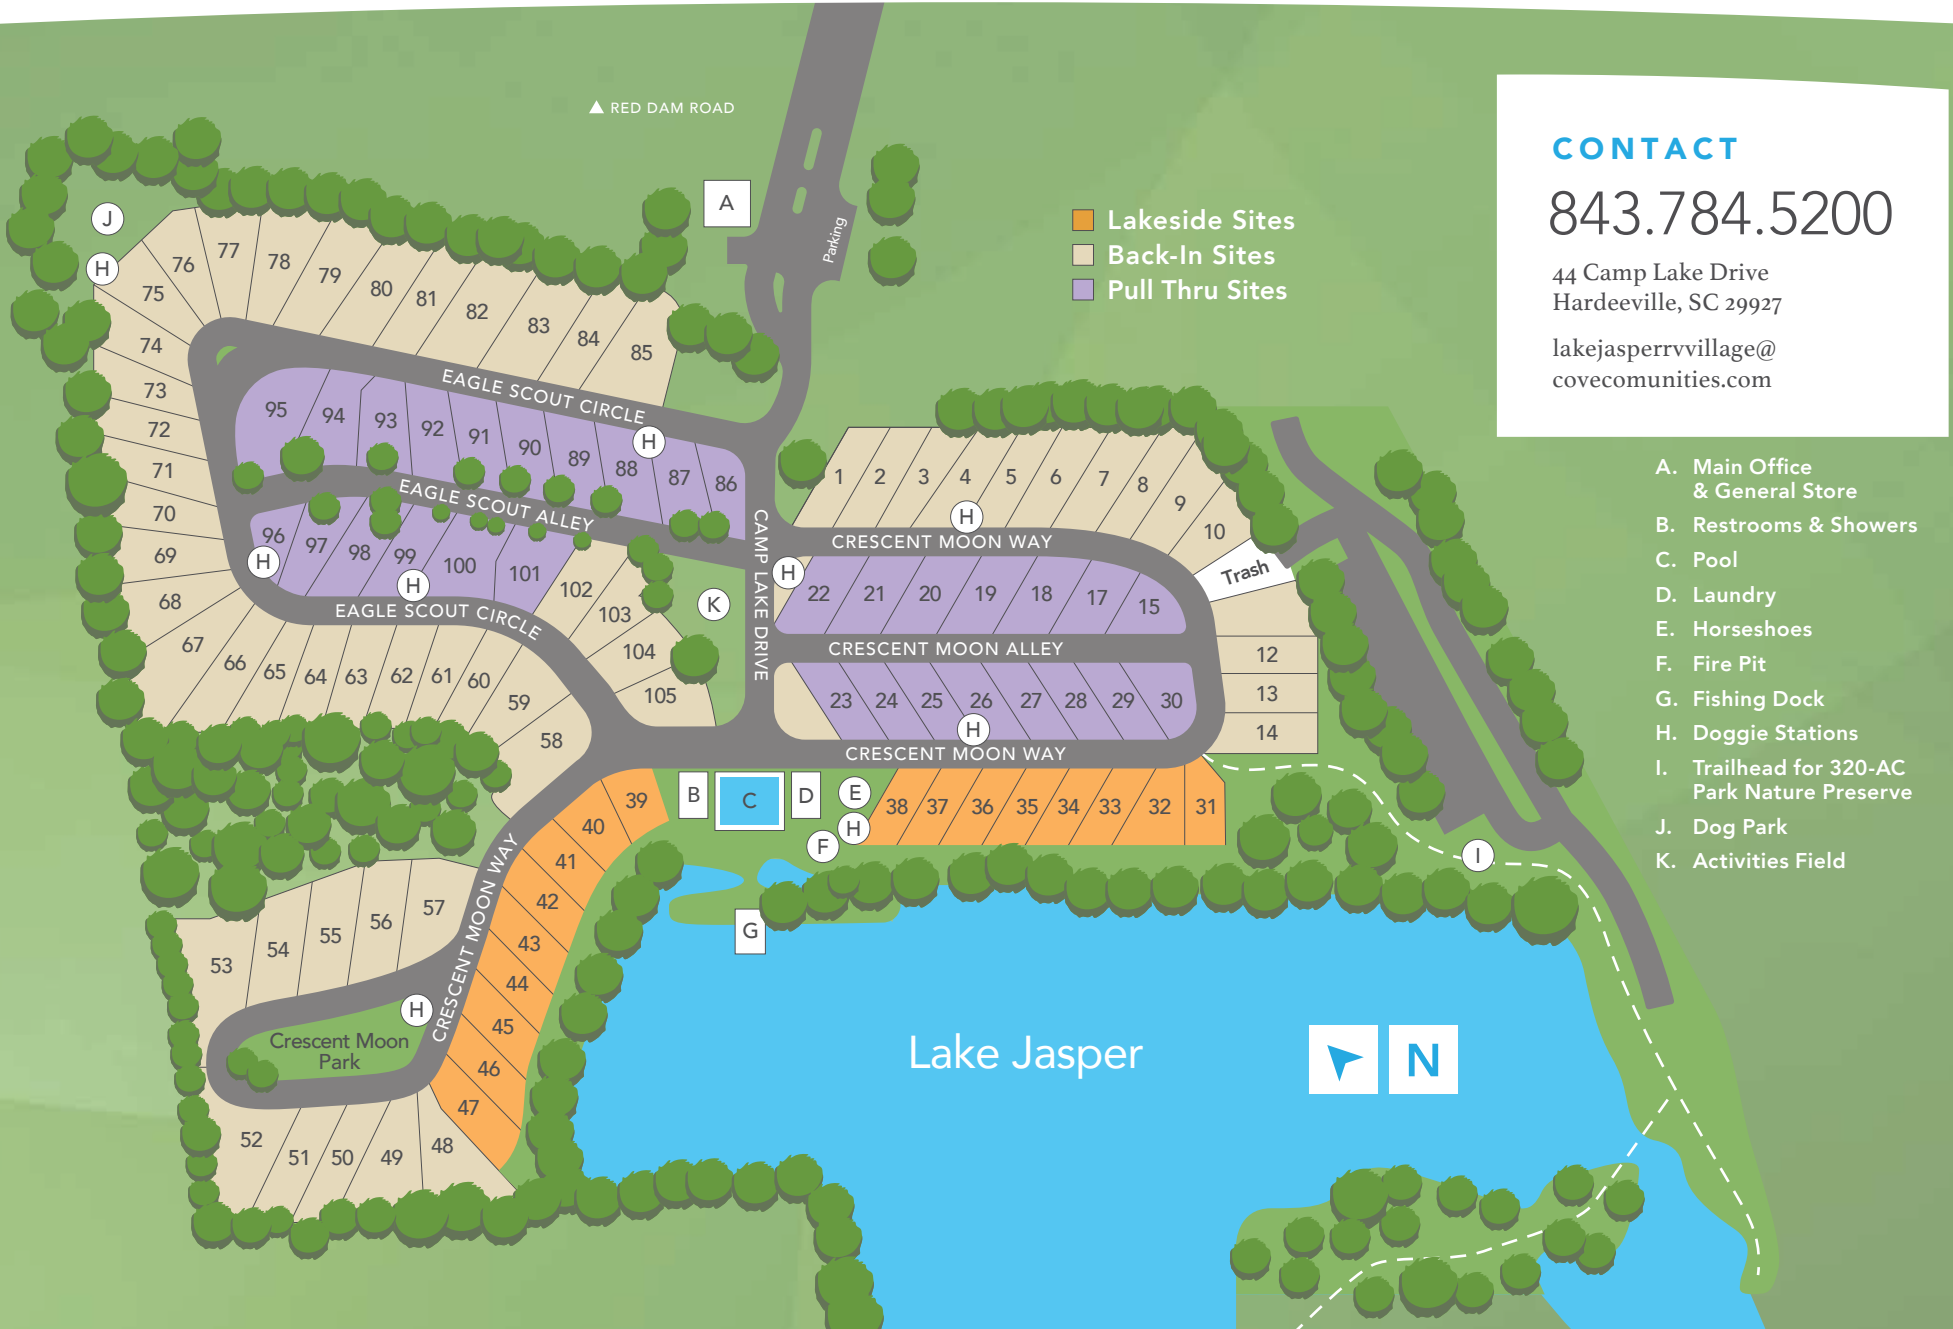 RED DAM ROAD
A
Parking
Lakeside Sites
Back-In Sites
Pull Thru Sites
CONTACT
843.784.5200
44 Camp Lake Drive
Hardeeville, SC 29927
lakejasperrvvillage@
covecomunities.com
A. Main Office
& General Store
B. Restrooms & Showers
C. Pool
D. Laundry
E. Horseshoes
F. Fire Pit
G. Fishing Dock
H. Doggie Stations
I. Trailhead for 320-AC
Park Nature Preserve
J. Dog Park
K. Activities Field
J
H
75 76 77 78 79 80 81 82 83 84 85
74
73
72
71
70
69
68
67 66 65 64 63 62 61 60 59 58
EAGLE SCOUT CIRCLE
H
95 94 93 92 91 90 89 88 87 86
EAGLE SCOUT ALLEY
96 97 98 99 100 101
H
H
EAGLE SCOUT CIRCLE
102
103
104
105
K
CAMP LAKE DRIVE
1 2 3 4 5 6 7 8 9 10
H
CRESCENT MOON WAY
Trash
H
22 21 20 19 18 17 15
CRESCENT MOON ALLEY
12
13
14
23 24 25 26 27 28 29 30
H
CRESCENT MOON WAY
B
C
D
E
H
F
38 37 36 35 34 33 32 31
I
G
39
40
41
42
43
44
45
46
47
CRESCENT MOON WAY
53 54 55 56 57
H
Crescent Moon
Park
52 51 50 49 48
Lake Jasper
N